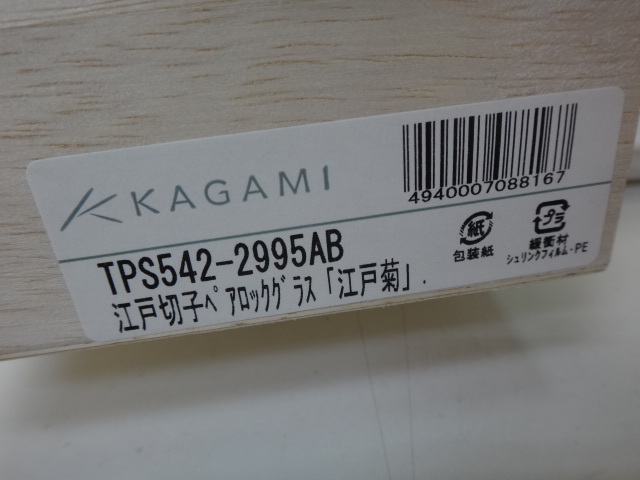 KAGAMI
4940007088167
TPS542-2995AB
江戸切子ﾍﾟｱﾛｯｸｸﾞﾗｽ「江戸菊」.
紙
包装紙
プラ
緩衝材
シュリンクフィルム・PE